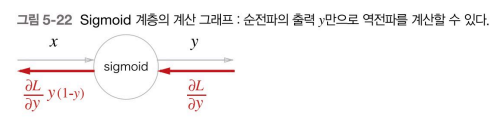 그림 5-22 Sigmoid 계층의 계산 그래프 : 순전파의 출력 y만으로 역전파를 계산할 수 있다.
x y
sigmoid
∂L/∂y y(1-y) ∂L/∂y